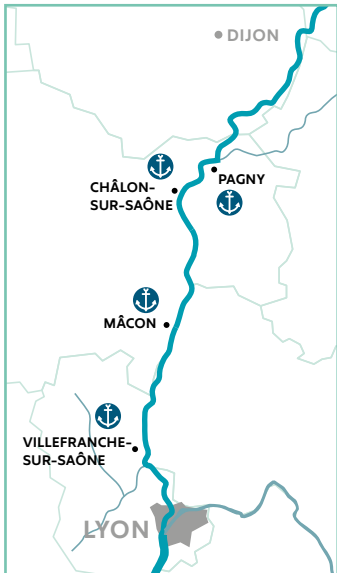 DIJON
PAGNY
CHÂLON-
SUR-SAÔNE
MÂCON
VILLEFRANCHE-
SUR-SAÔNE
LYON